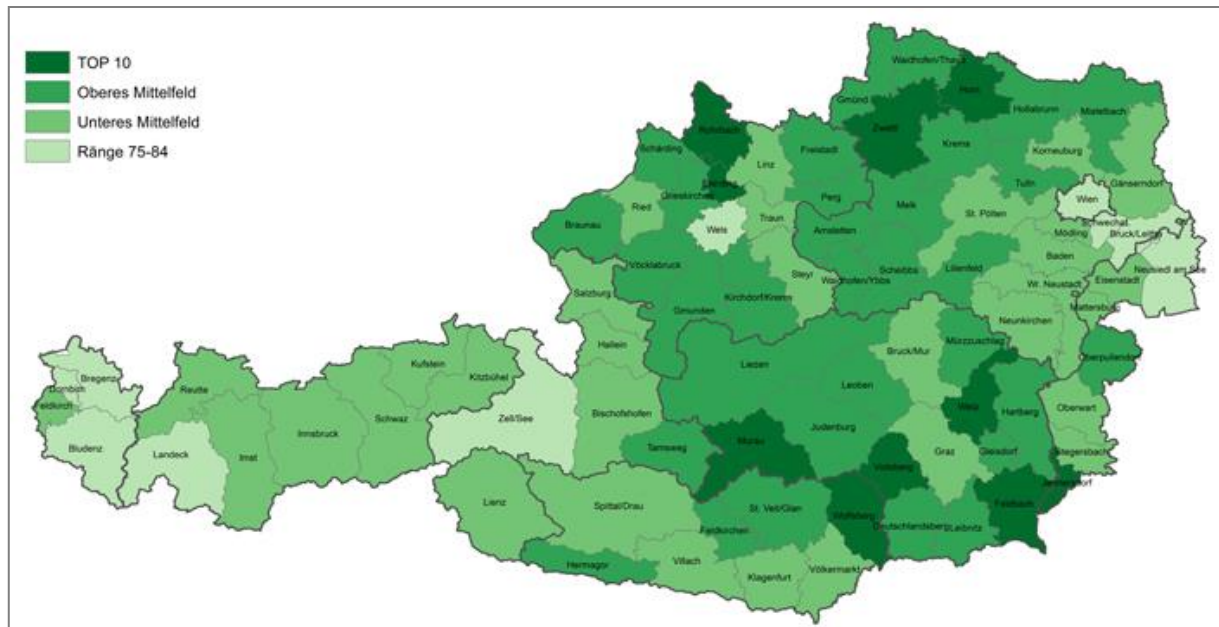 TOP 10
Oberes Mittelfeld
Unteres Mittelfeld
Ränge 75-84
Waidhofen/Thaya
Horn
Gmünd
Hollabrunn
Mistelbach
Zwettl
Rohrbach
Krems
Korneuburg
Schärding
Linz
Freistadt
Gänserndorf
Eferding
Grieskirchen
Perg
Tulln
Wien
Ried
Traun
Melk
St. Pölten
Schwechat
Braunau
Wels
Amstetten
Mödling
Bruck/Leitha
Baden
Vöcklabruck
Steyr
Scheibbs
Lilienfeld
Neusiedl am See
Waidhofen/Ybbs
Eisenstadt
Salzburg
Kirchdorf/Krems
Wr. Neustadt
Mattersburg
Gmunden
Neunkirchen
Hallein
Mürzzuschlag
Bruck/Mur
Oberpullendorf
Kufstein
Liezen
Bregenz
Kitzbühel
Leoben
Dornbirn
Reutte
Feldkirch
Schwaz
Bischofshofen
Weiz
Hartberg
Oberwart
Zell/See
Innsbruck
Judenburg
Bludenz
Landeck
Imst
Tamsweg
Murau
Graz
Gleisdorf
Stegersbach
Voitsberg
Jennersdorf
Lienz
Spittal/Drau
St. Veit/Glan
Wolfsberg
Feldbach
Feldkirchen
Deutschlandsberg
Leibnitz
Hermagor
Villach
Klagenfurt
Völkermarkt